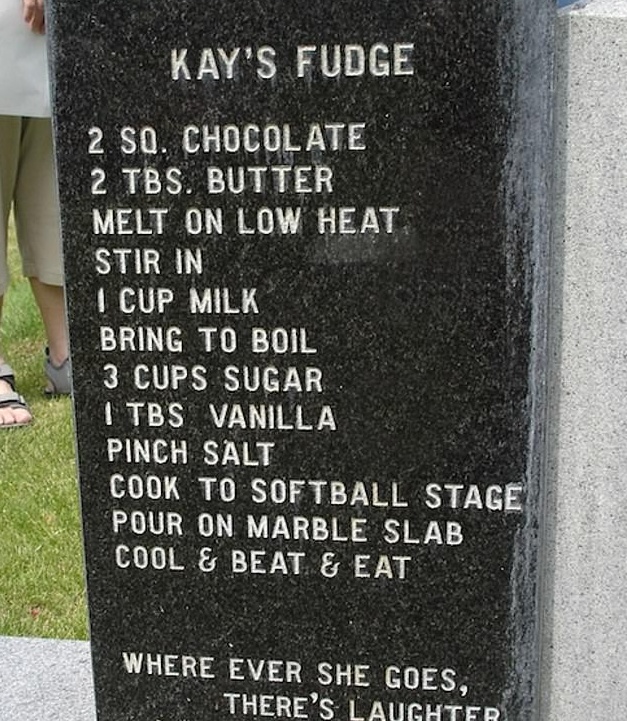 KAY'S FUDGE
2 SQ. CHOCOLATE
2 TBS. BUTTER
MELT ON LOW HEAT
STIR IN
1 CUP MILK
BRING TO BOIL
3 CUPS SUGAR
1 TBS VANILLA
PINCH SALT
COOK TO SOFTBALL STAGE
POUR ON MARBLE SLAB
COOL & BEAT & EAT
WHERE EVER SHE GOES,
THERE'S LAUGHTER